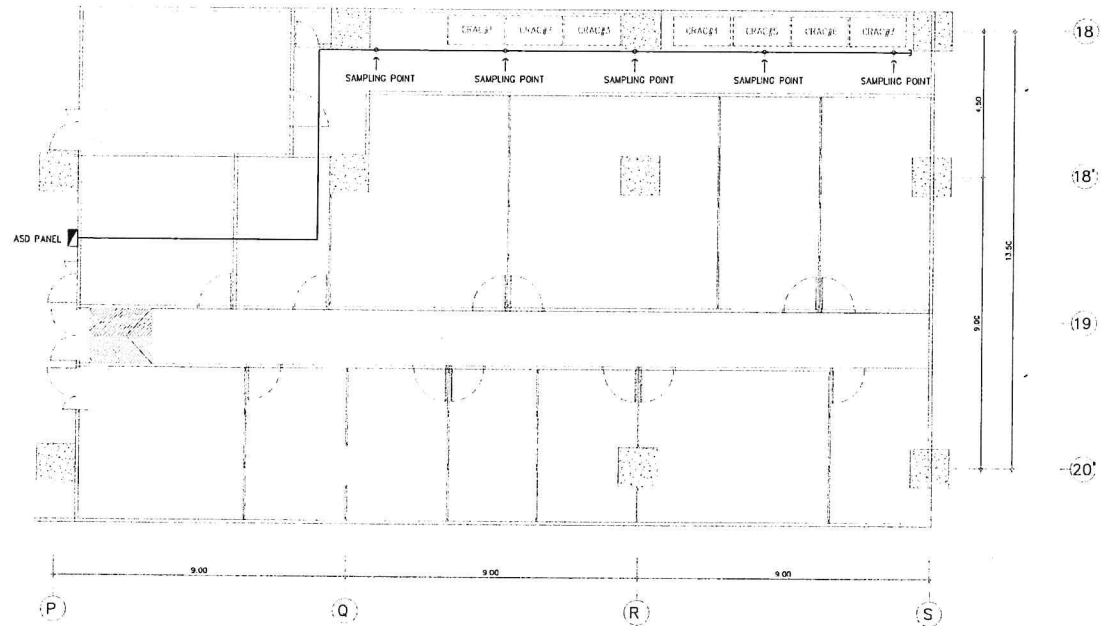 CRAC#1 CRAC#2 CRAC#3 CRAC#4 CRAC#5 CRAC#6 CRAC#7
18
SAMPLING POINT SAMPLING POINT SAMPLING POINT SAMPLING POINT SAMPLING POINT
4.50
18'
ASD PANEL
13.50
9.00
19
20'
9.00 9.00 9.00
P Q R S